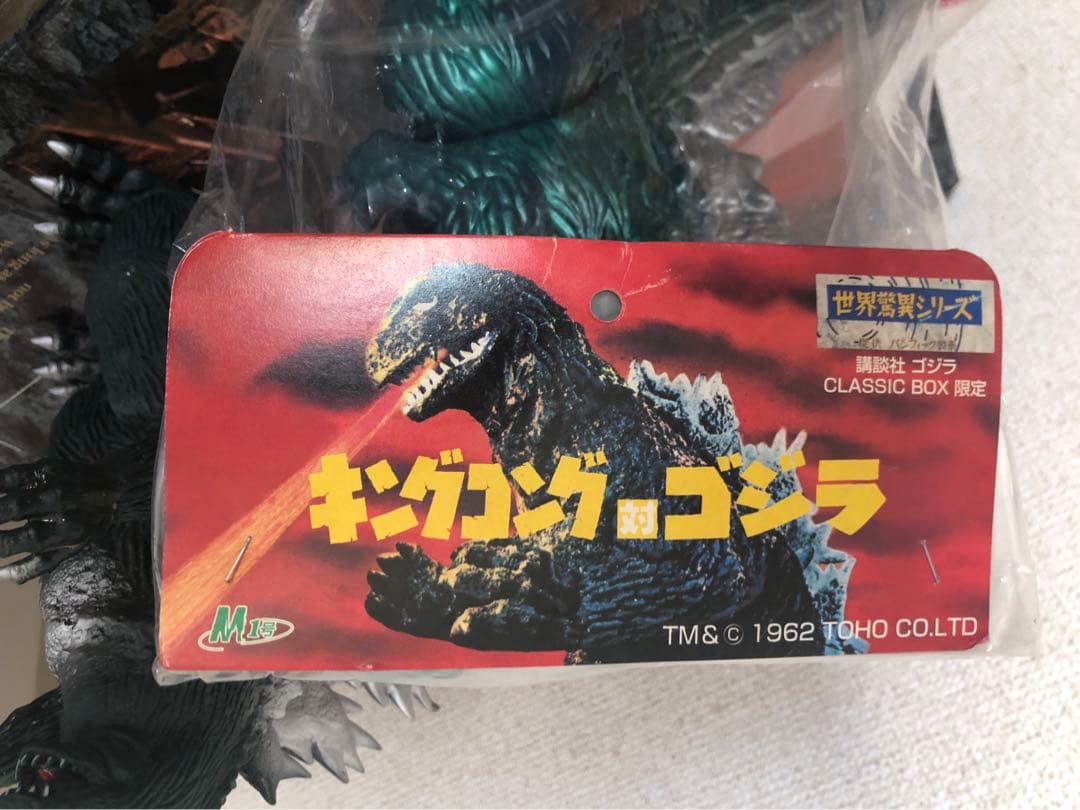 世界驚異シリーズ
講談社 ゴジラ
CLASSIC BOX 限定
キングコング対ゴジラ
M1号
TM&© 1962 TOHO CO.LTD